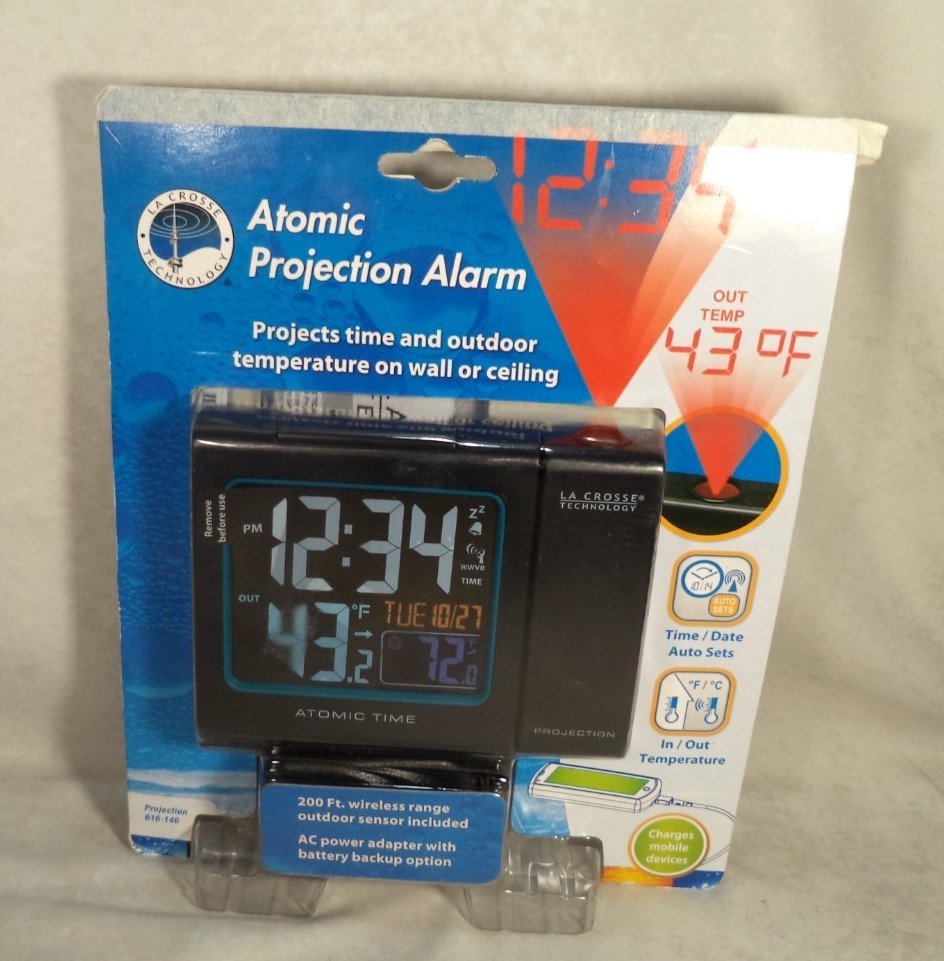 12:34
LA CROSSE
TECHNOLOGY
®
Atomic
Projection Alarm
Projects time and outdoor
temperature on wall or ceiling
OUT
TEMP
43 °F
LA CROSSE®
TECHNOLOGY
Remove
before use
PM
12:34
Zz
WWVB
TIME
OUT
43.2 °F
TUE 10/27
72.0 °F
ATOMIC TIME
PROJECTION
10/14
AUTO
SETS
Time / Date
Auto Sets
°F / °C
In / Out
Temperature
Projection
616-146
200 Ft. wireless range
outdoor sensor included
AC power adapter with
battery backup option
Charges
mobile
devices